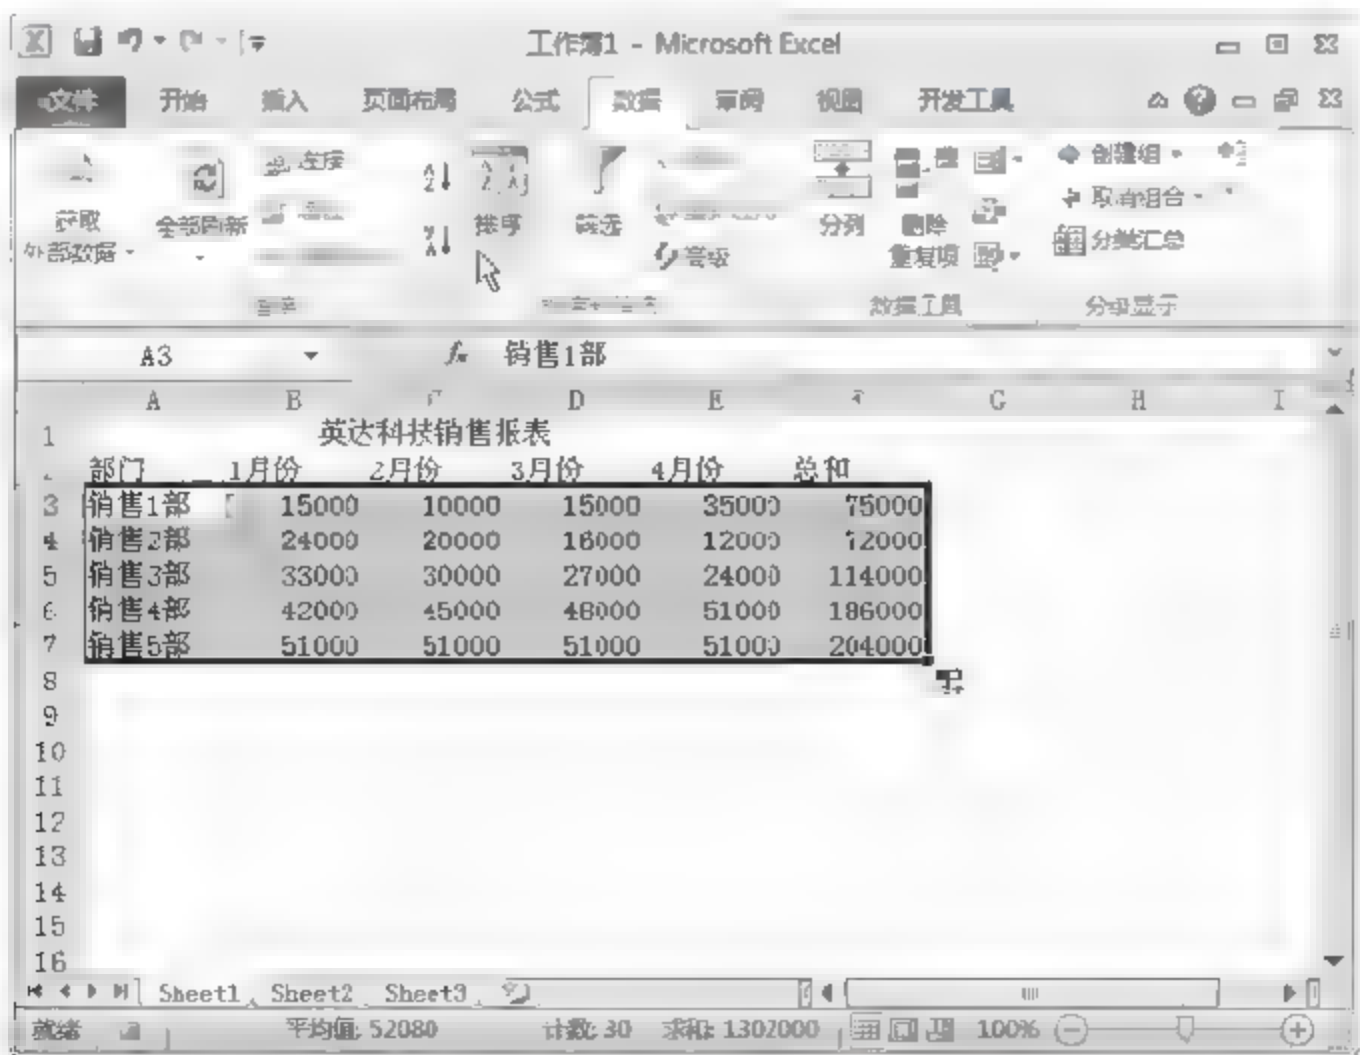 工作簿1 - Microsoft Excel
文件 开始 插入 页面布局 公式 数据 审阅 视图 开发工具
获取
外部数据
全部刷新
连接
排序
筛选
高级
分列
删除
重复项
数据工具
创建组
取消组合
分类汇总
分级显示
A3 fx 销售1部
A B D E G H I
1 英达科技销售报表
部门 1月份 2月份 3月份 4月份 总和
3 销售1部 15000 10000 15000 35000 75000
4 销售2部 24000 20000 16000 12000 72000
5 销售3部 33000 30000 27000 24000 114000
6 销售4部 42000 45000 48000 51000 186000
7 销售5部 51000 51000 51000 51000 204000
8
9
10
11
12
13
14
15
16
Sheet1 Sheet2 Sheet3
就绪 平均值: 52080 计数: 30 求和: 1302000 100%